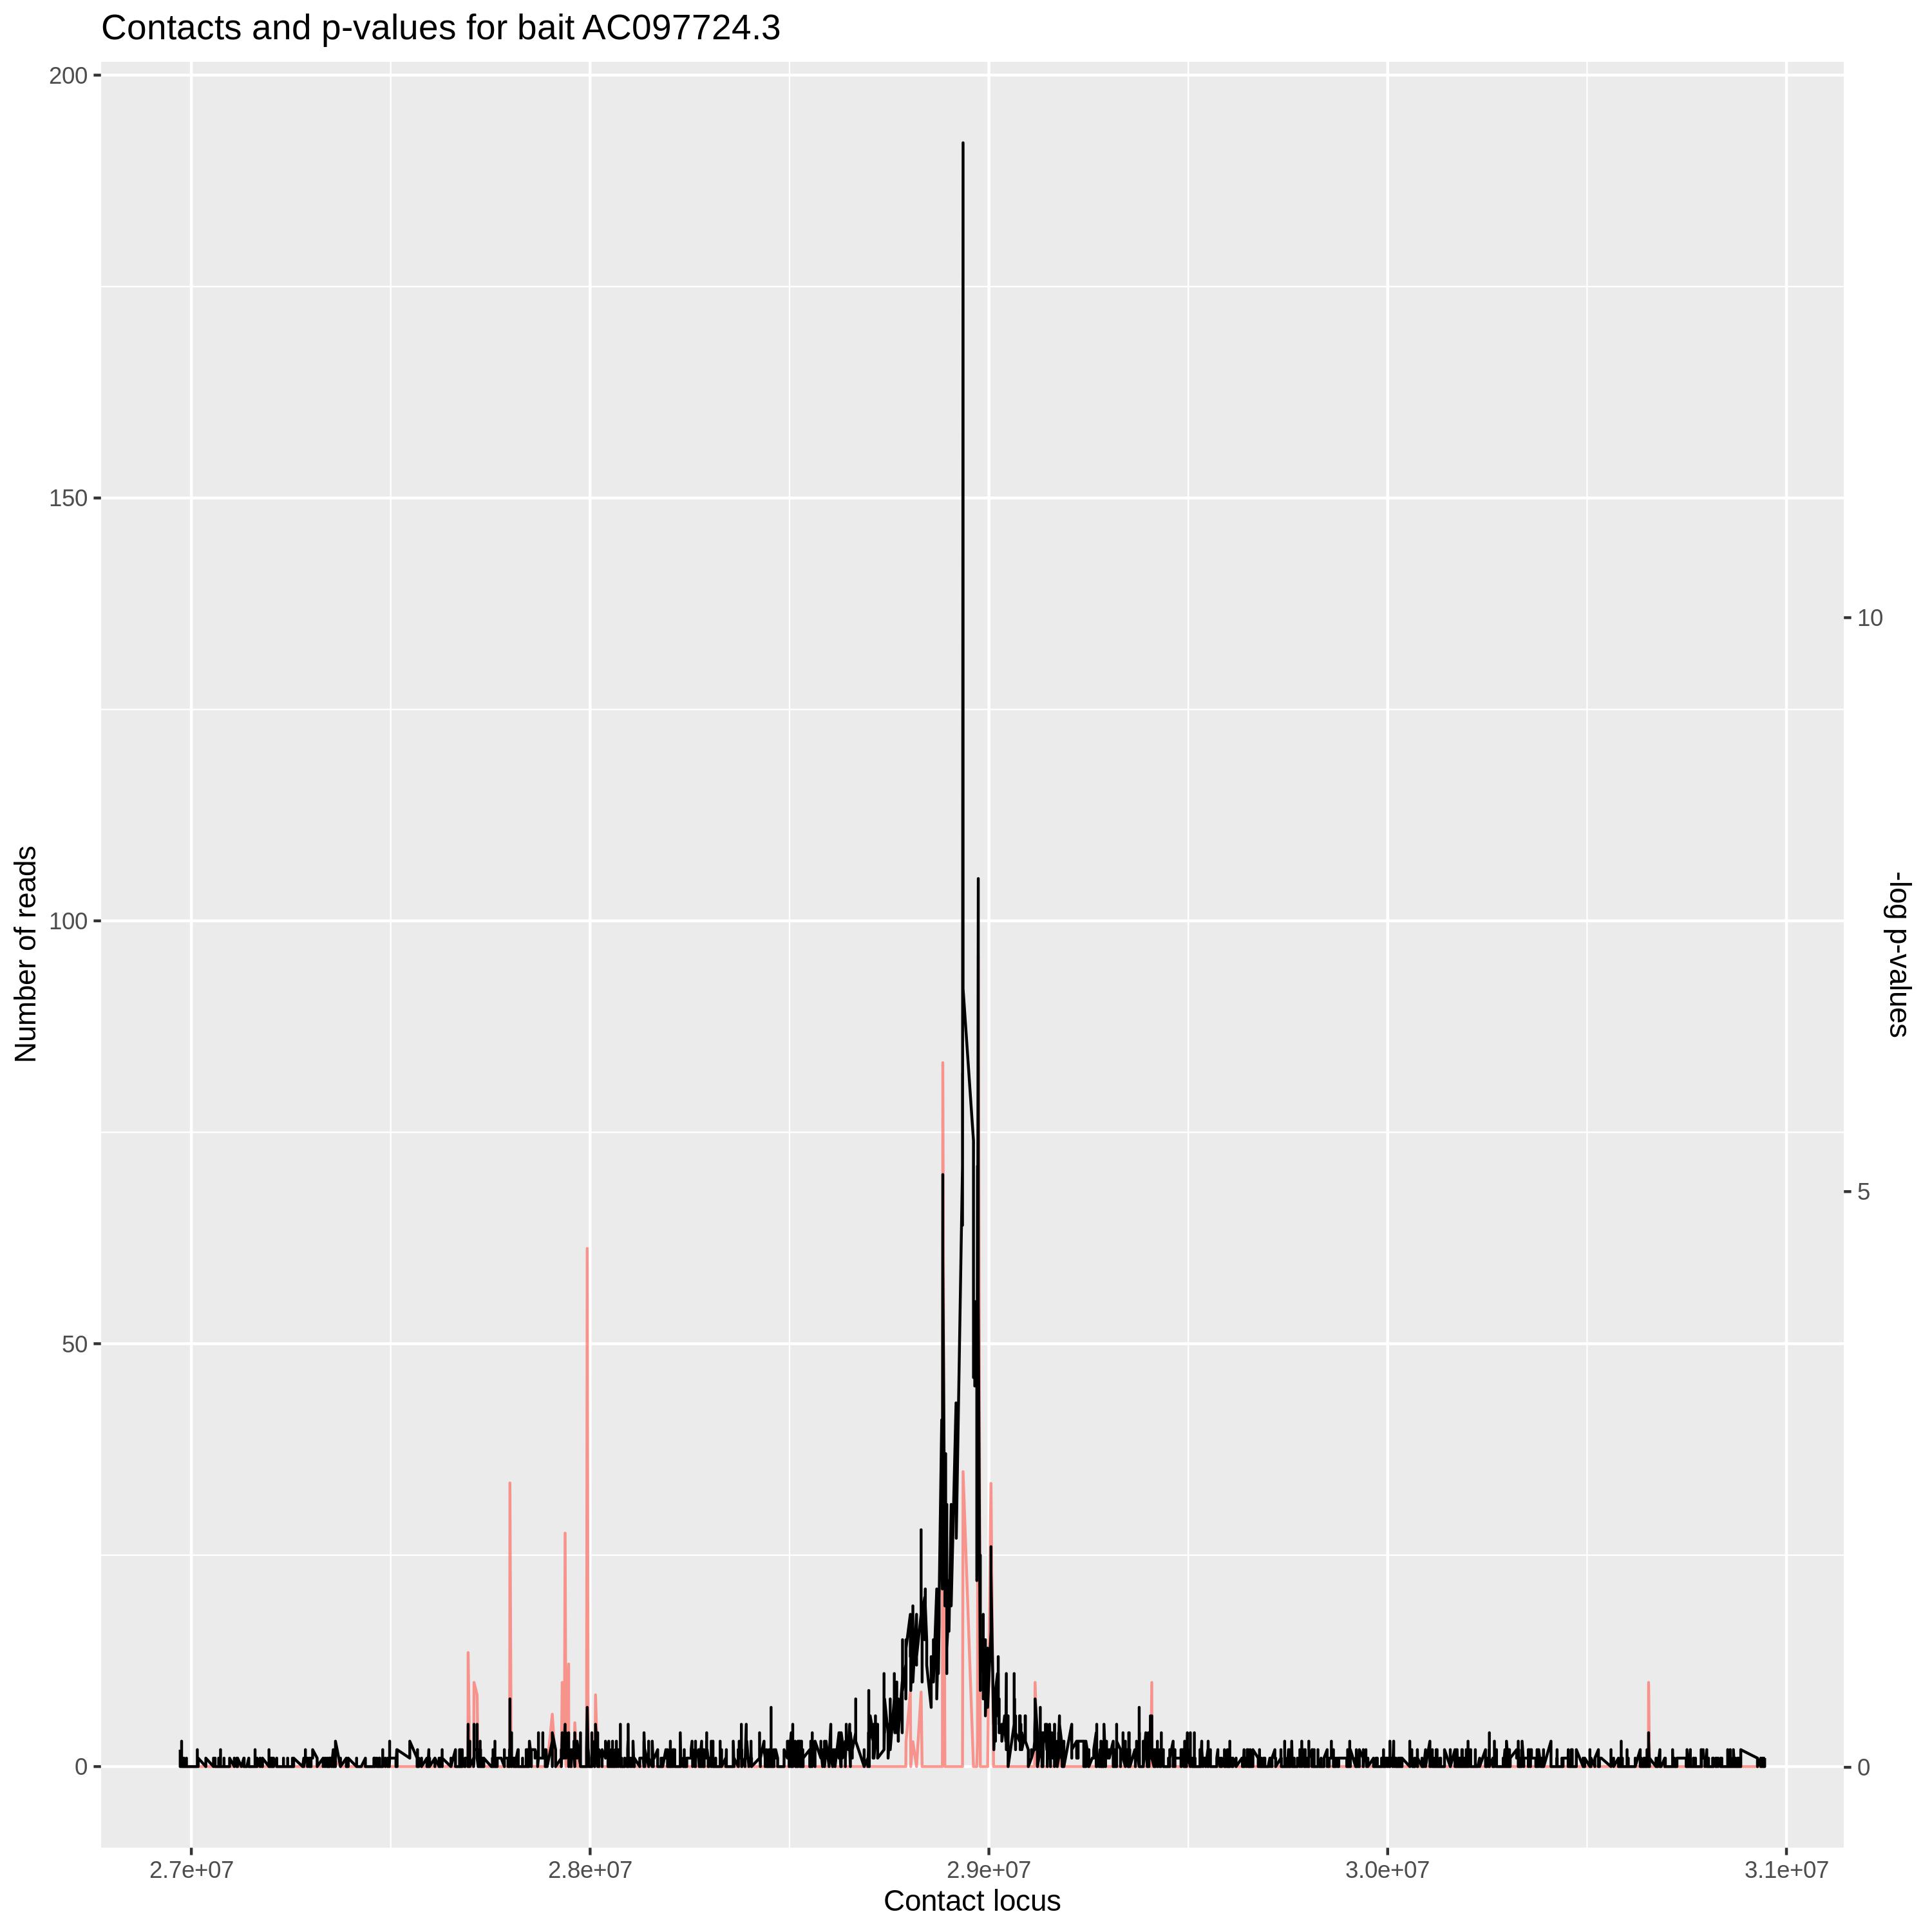 Contacts and p-values for bait AC097724.3
200
150
100
50
0
Number of reads
10
5
0
-log p-values
2.7e+07 2.8e+07 2.9e+07 3.0e+07 3.1e+07
Contact locus